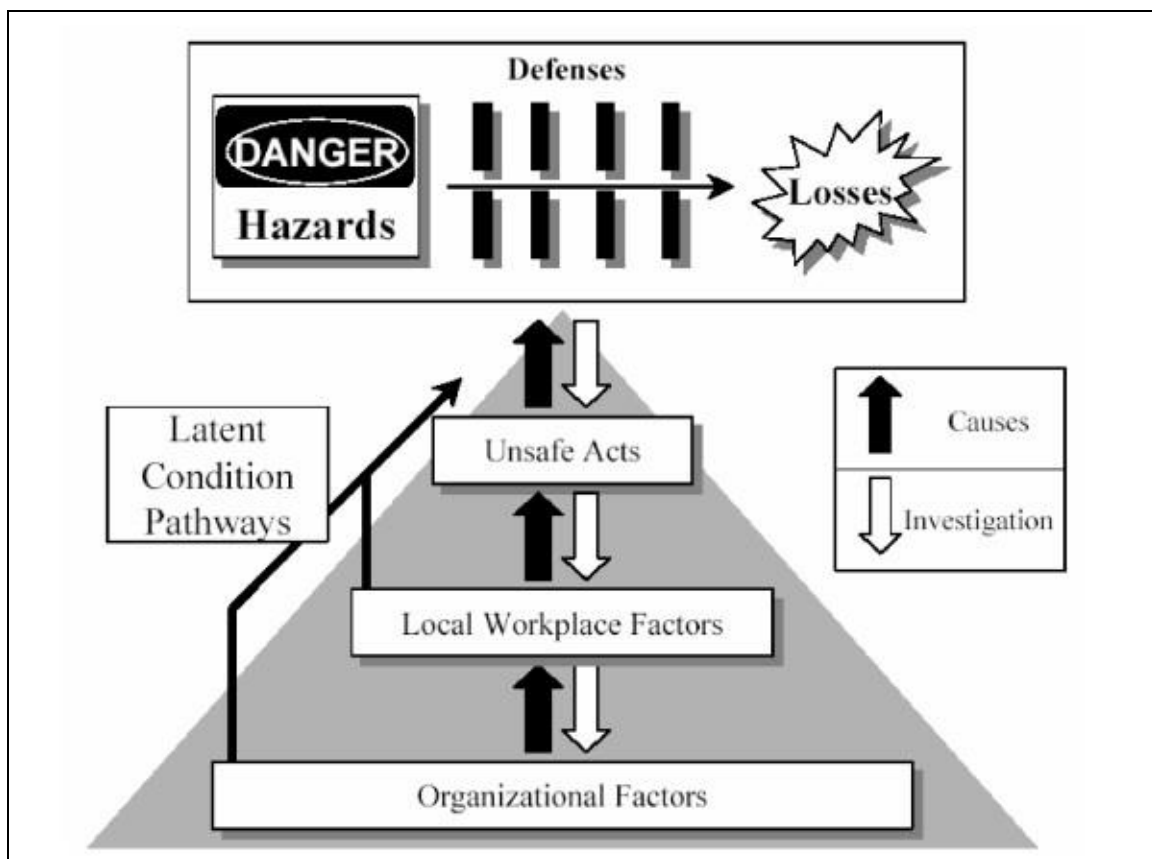 Defenses
DANGER
Hazards
Losses
Latent
Condition
Pathways
Unsafe Acts
Causes
Investigation
Local Workplace Factors
Organizational Factors